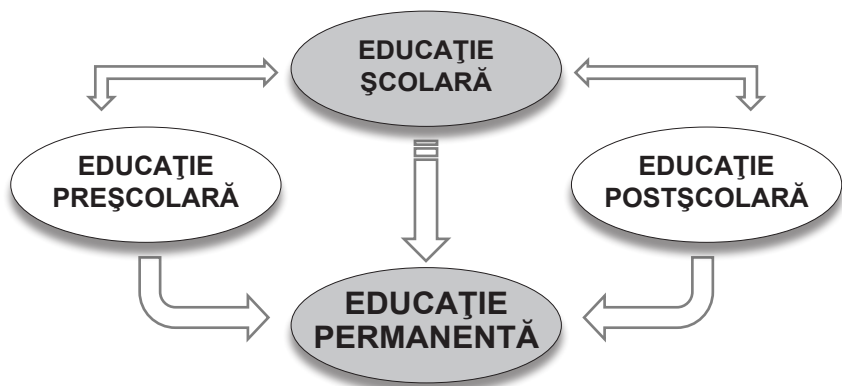 EDUCAŢIE
ŞCOLARĂ
EDUCAŢIE
PREŞCOLARĂ
EDUCAŢIE
POSTŞCOLARĂ
EDUCAŢIE
PERMANENTĂ